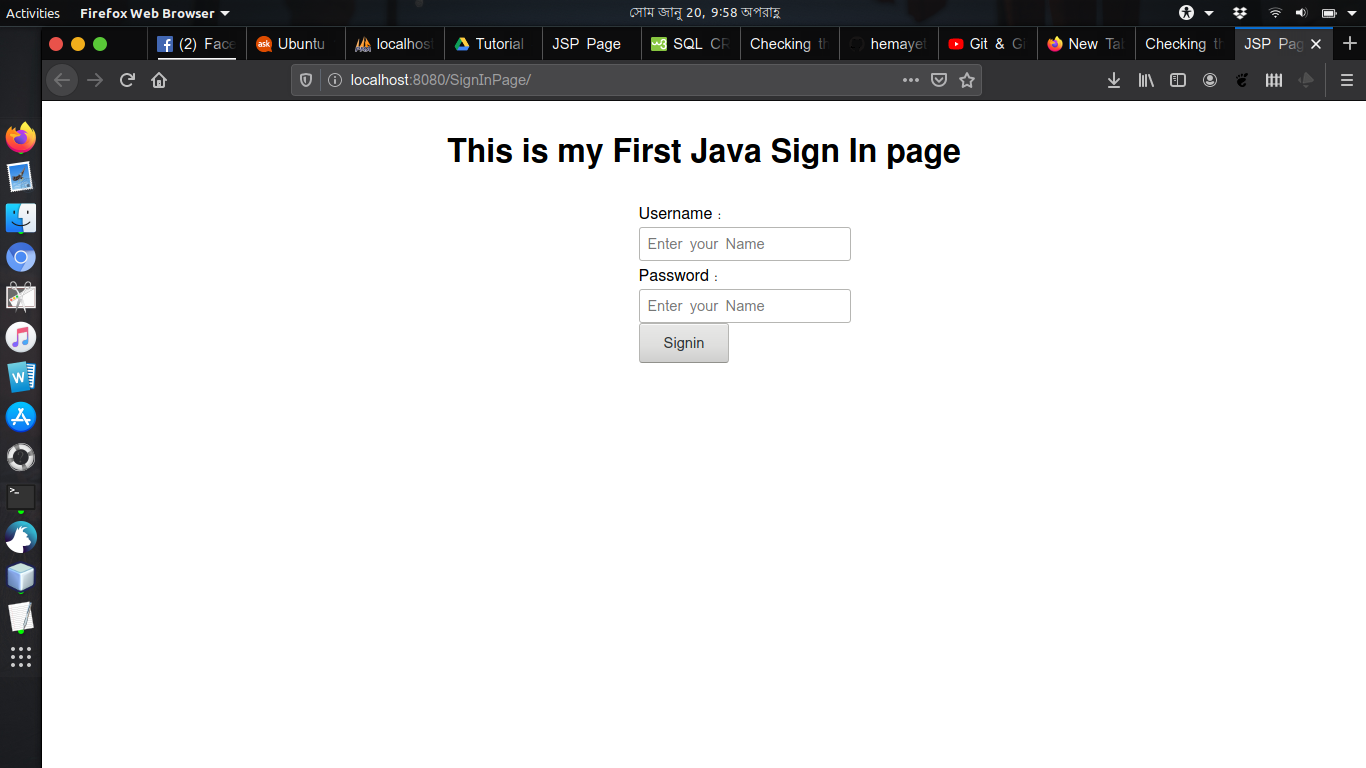 Activities Firefox Web Browser সোম জানু 20, 9:58 অপরাহ্ণ
(2) Face Ubuntu localhost Tutorial JSP Page SQL CR Checking th hemayet Git & Gi New Tab Checking th JSP Pag
localhost:8080/SignInPage/
This is my First Java Sign In page
Username :
Enter your Name
Password :
Enter your Name
Signin